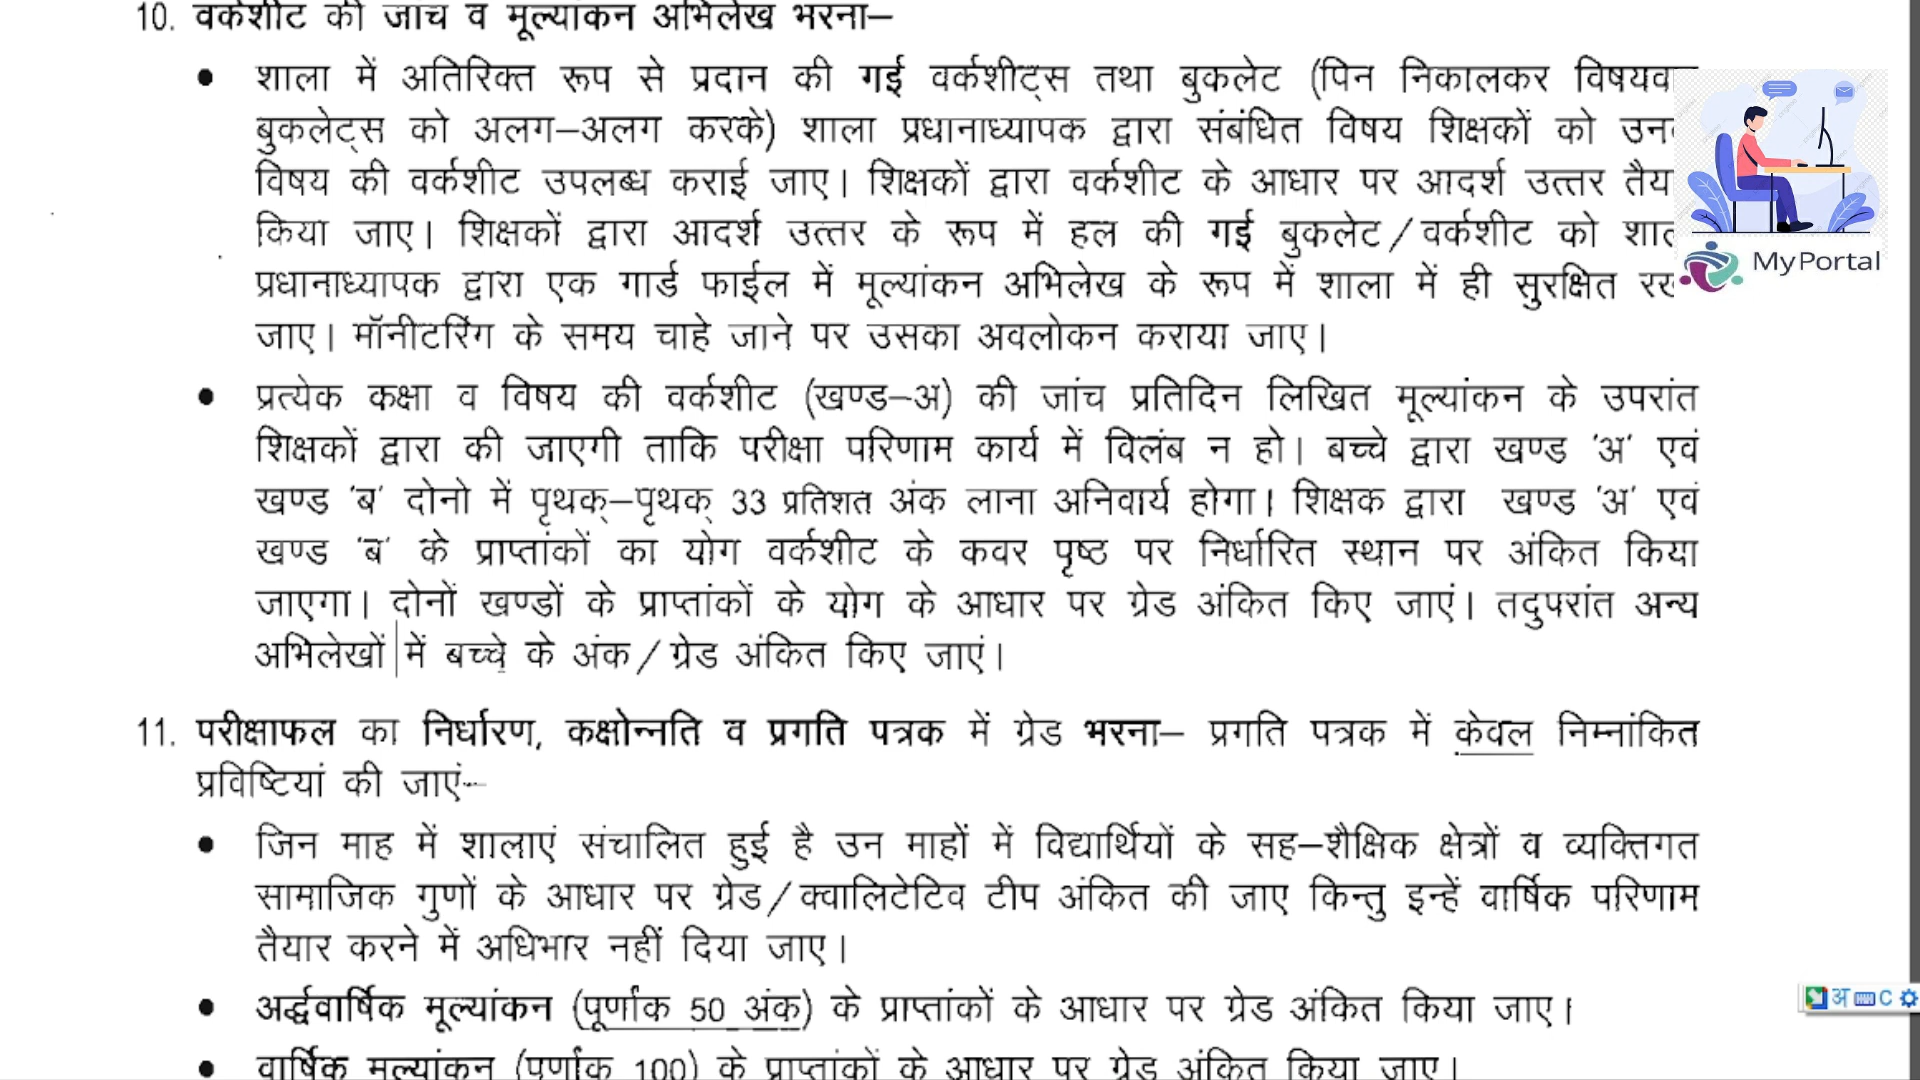 10. वर्कशीट की जांच व मूल्यांकन अभिलेख भरना–
• शाला में अतिरिक्त रूप से प्रदान की गई वर्कशीट्स तथा बुकलेट (पिन निकालकर
बुकलेट्स को अलग–अलग करके) शाला प्रधानाध्यापक द्वारा संबंधित विषय शिक्षकों को
विषय की वर्कशीट उपलब्ध कराई जाए। शिक्षकों द्वारा वर्कशीट के आधार पर आदर्श उत्तर
किया जाए। शिक्षकों द्वारा आदर्श उत्तर के रूप में हल की गई बुकलेट/वर्कशीट को
प्रधानाध्यापक द्वारा एक गार्ड फाईल में मूल्यांकन अभिलेख के रूप में शाला में ही सुरक्षित
जाए। मॉनीटरिंग के समय चाहे जाने पर उसका अवलोकन कराया जाए।
• प्रत्येक कक्षा व विषय की वर्कशीट (खण्ड–अ) की जांच प्रतिदिन लिखित मूल्यांकन के उपरांत
शिक्षकों द्वारा की जाएगी ताकि परीक्षा परिणाम कार्य में विलंब न हो। बच्चे द्वारा खण्ड 'अ' एवं
खण्ड 'ब' दोनो में पृथक्–पृथक् 33 प्रतिशत अंक लाना अनिवार्य होगा। शिक्षक द्वारा खण्ड 'अ' एवं
खण्ड 'ब' के प्राप्तांकों का योग वर्कशीट के कवर पृष्ठ पर निर्धारित स्थान पर अंकित किया
जाएगा। दोनों खण्डों के प्राप्तांकों के योग के आधार पर ग्रेड अंकित किए जाएं। तदुपरांत अन्य
अभिलेखों में बच्चे के अंक/ग्रेड अंकित किए जाएं।
11. परीक्षाफल का निर्धारण, कक्षोन्नति व प्रगति पत्रक में ग्रेड भरना– प्रगति पत्रक में केवल निम्नांकित
प्रविष्टियां की जाएं–
• जिन माह में शालाएं संचालित हुई है उन माहों में विद्यार्थियों के सह–शैक्षिक क्षेत्रों व व्यक्तिगत
सामाजिक गुणों के आधार पर ग्रेड/क्वालिटेटिव टीप अंकित की जाए किन्तु इन्हें वार्षिक परिणाम
तैयार करने में अधिभार नहीं दिया जाए।
• अर्द्धवार्षिक मूल्यांकन (पूर्णांक 50 अंक) के प्राप्तांकों के आधार पर ग्रेड अंकित किया जाए।
• वार्षिक मूल्यांकन (पूर्णांक 100) के प्राप्तांकों के आधार पर ग्रेड अंकित किया जाए।
MyPortal
अ C